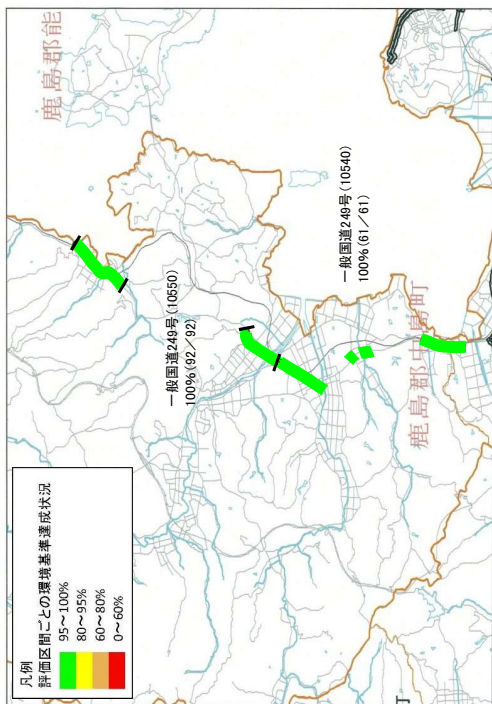 凡例
評価区間ごとの環境基準達成状況
95～100%
80～95%
60～80%
0～60%
鹿島郡能
一般国道249号(10550)
100%(92／92)
一般国道249号(10540)
100%(61／61)
鹿島郡中島町
町